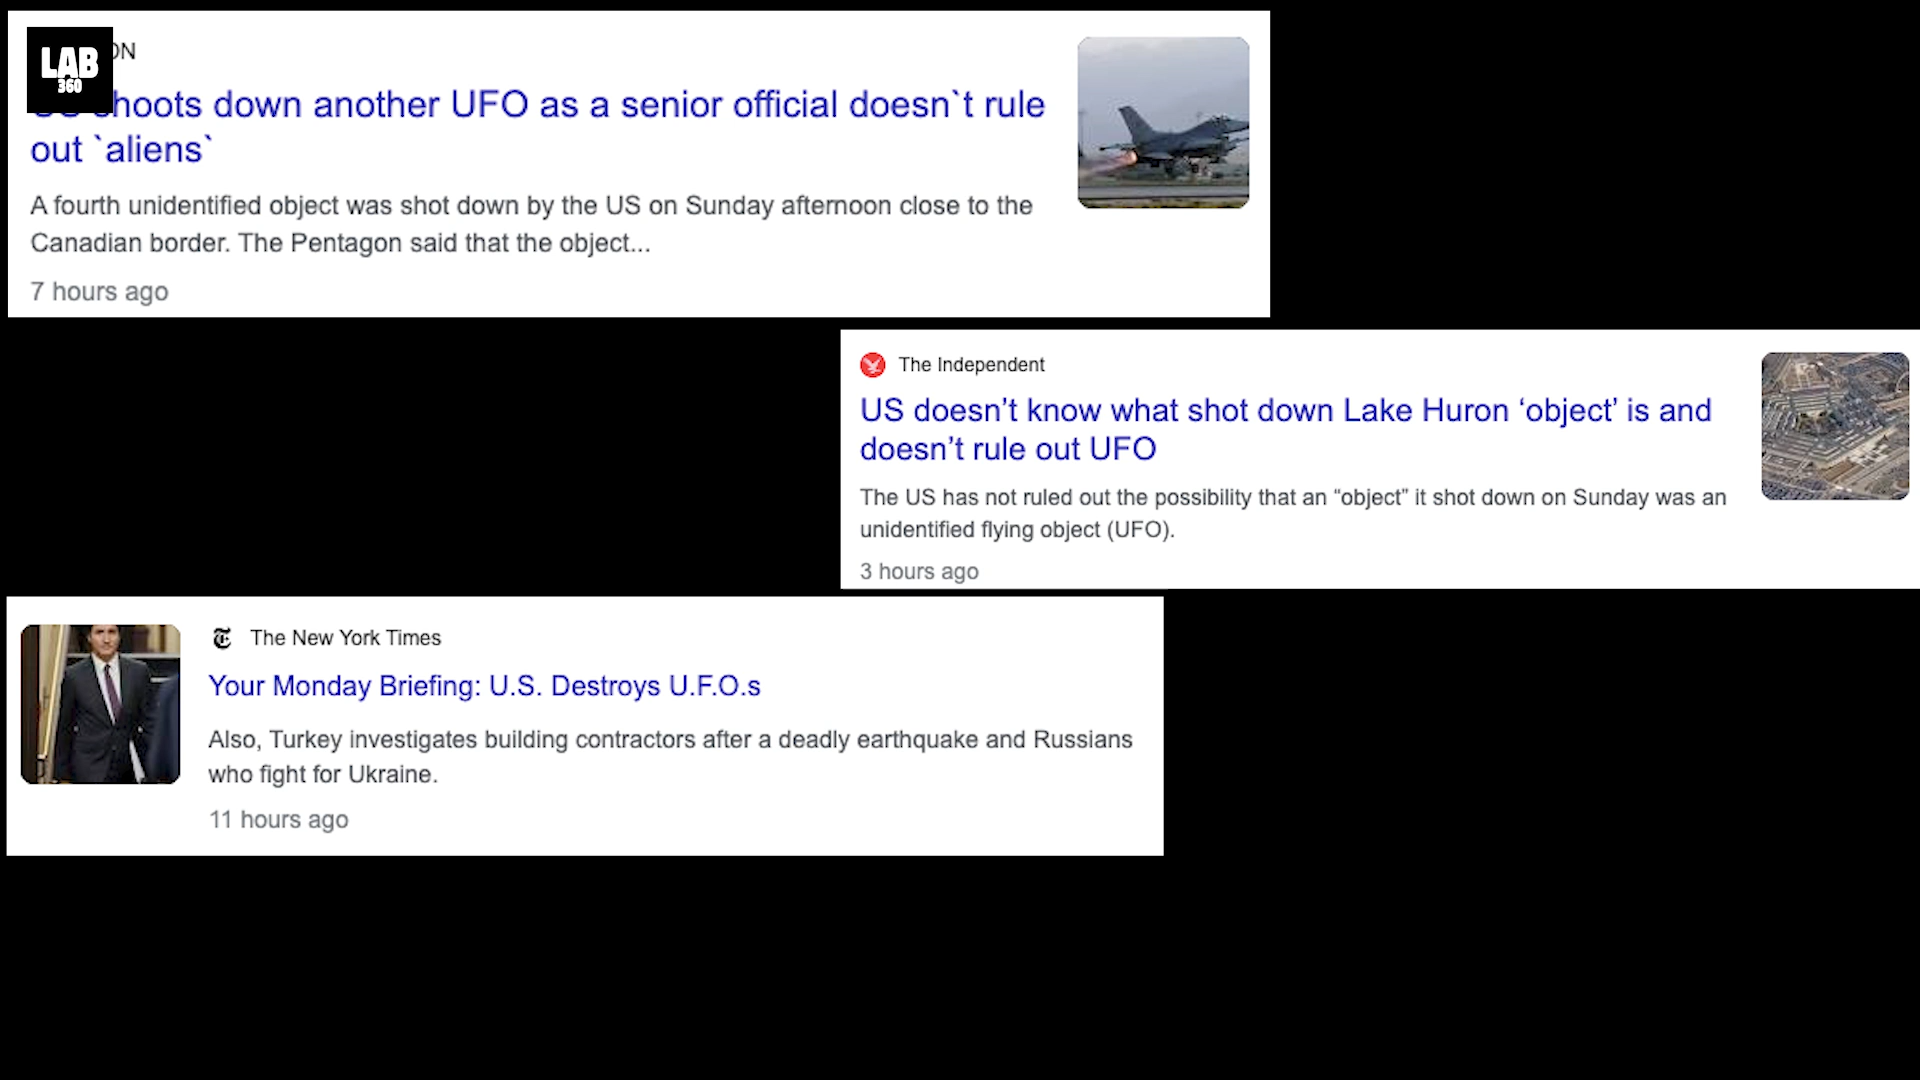 LAB
360
ON
hoots down another UFO as a senior official doesn`t rule
out `aliens`
A fourth unidentified object was shot down by the US on Sunday afternoon close to the
Canadian border. The Pentagon said that the object...
7 hours ago
The Independent
US doesn’t know what shot down Lake Huron ‘object’ is and
doesn’t rule out UFO
The US has not ruled out the possibility that an “object” it shot down on Sunday was an
unidentified flying object (UFO).
3 hours ago
The New York Times
Your Monday Briefing: U.S. Destroys U.F.O.s
Also, Turkey investigates building contractors after a deadly earthquake and Russians
who fight for Ukraine.
11 hours ago